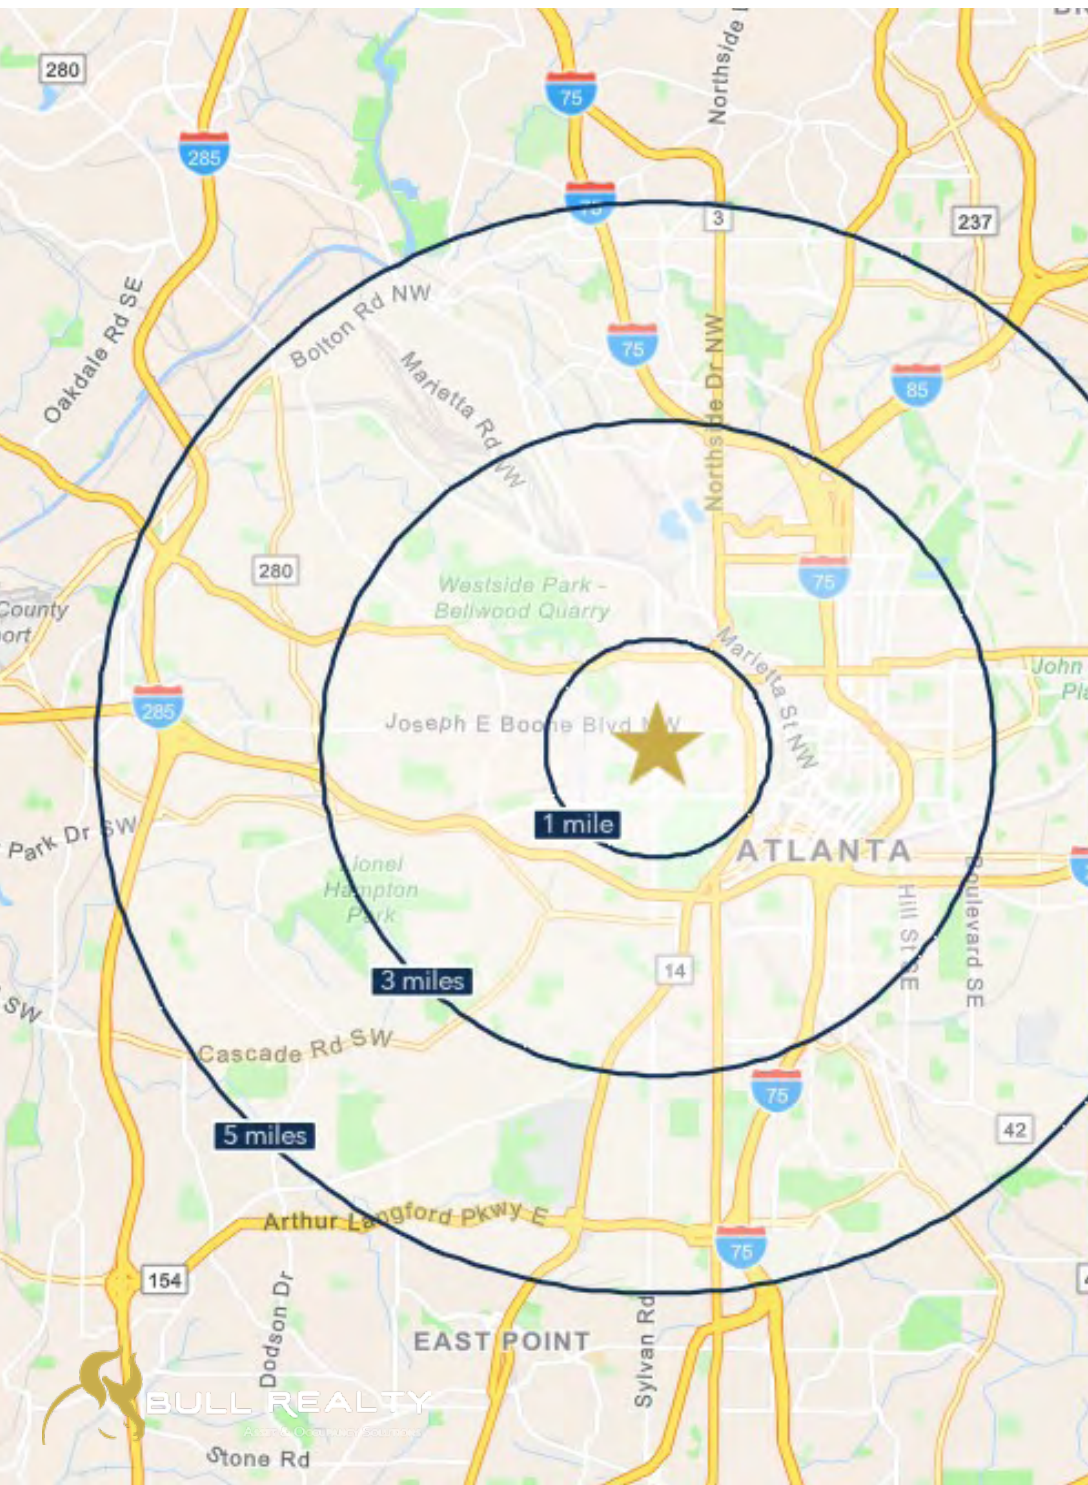 280
75
Northside
285
75
3
237
Oakdale Rd SE
Bolton Rd NW
75
Northside Dr NW
85
Marietta Rd NW
280
75
Westside Park -
Bellwood Quarry
County
ort
Marietta St NW
John
Pla
285
Joseph E Boone Blvd NW
1 mile
Park Dr SW
ATLANTA
Lionel
Hampton
Park
Hill St SE
Boulevard SE
3 miles
14
SW
Cascade Rd SW
75
5 miles
42
Arthur Langford Pkwy E
75
154
Dodson Dr
EAST POINT
Sylvan Rd
BULL REALTY
Stone Rd